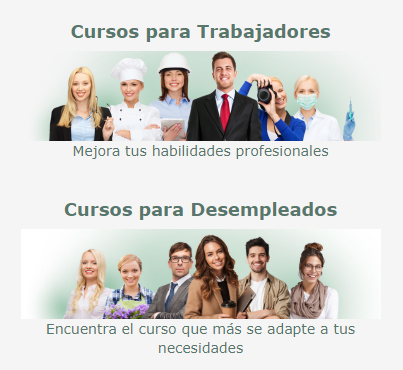 Cursos para Trabajadores
Mejora tus habilidades profesionales
Cursos para Desempleados
Encuentra el curso que más se adapte a tus
necesidades